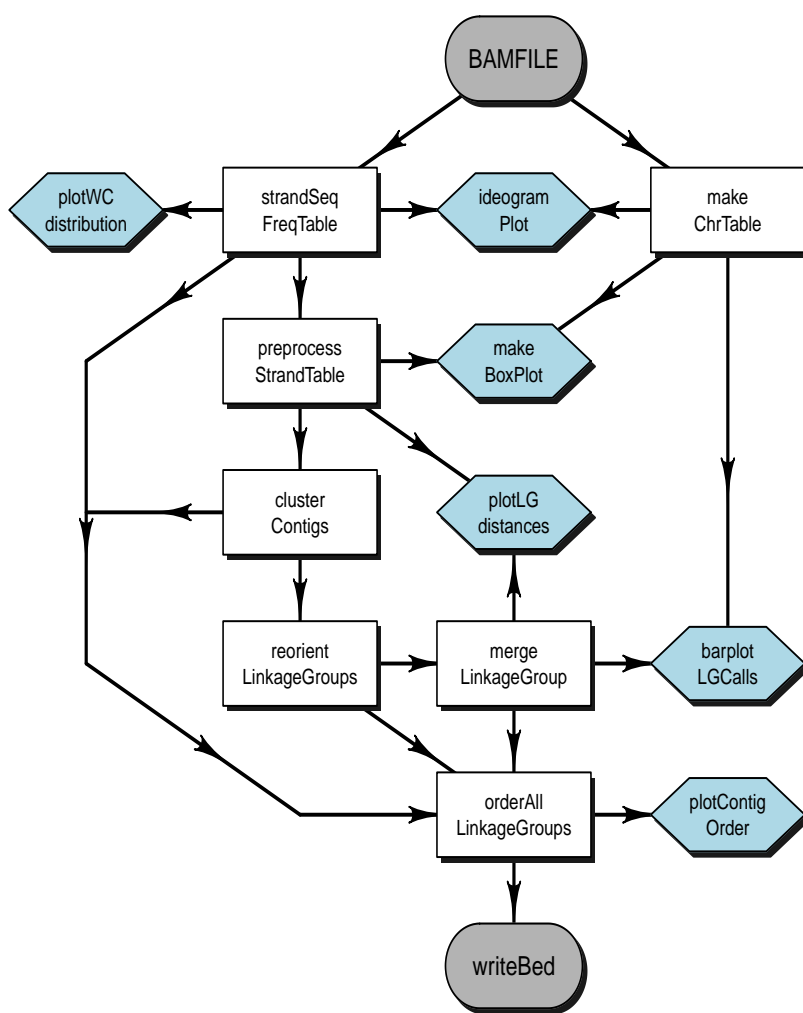 BAMFILE
plotWC
distribution
strandSeq
FreqTable
ideogram
Plot
make
ChrTable
preprocess
StrandTable
make
BoxPlot
cluster
Contigs
plotLG
distances
reorient
LinkageGroups
merge
LinkageGroup
barplot
LGCalls
orderAll
LinkageGroups
plotContig
Order
writeBed